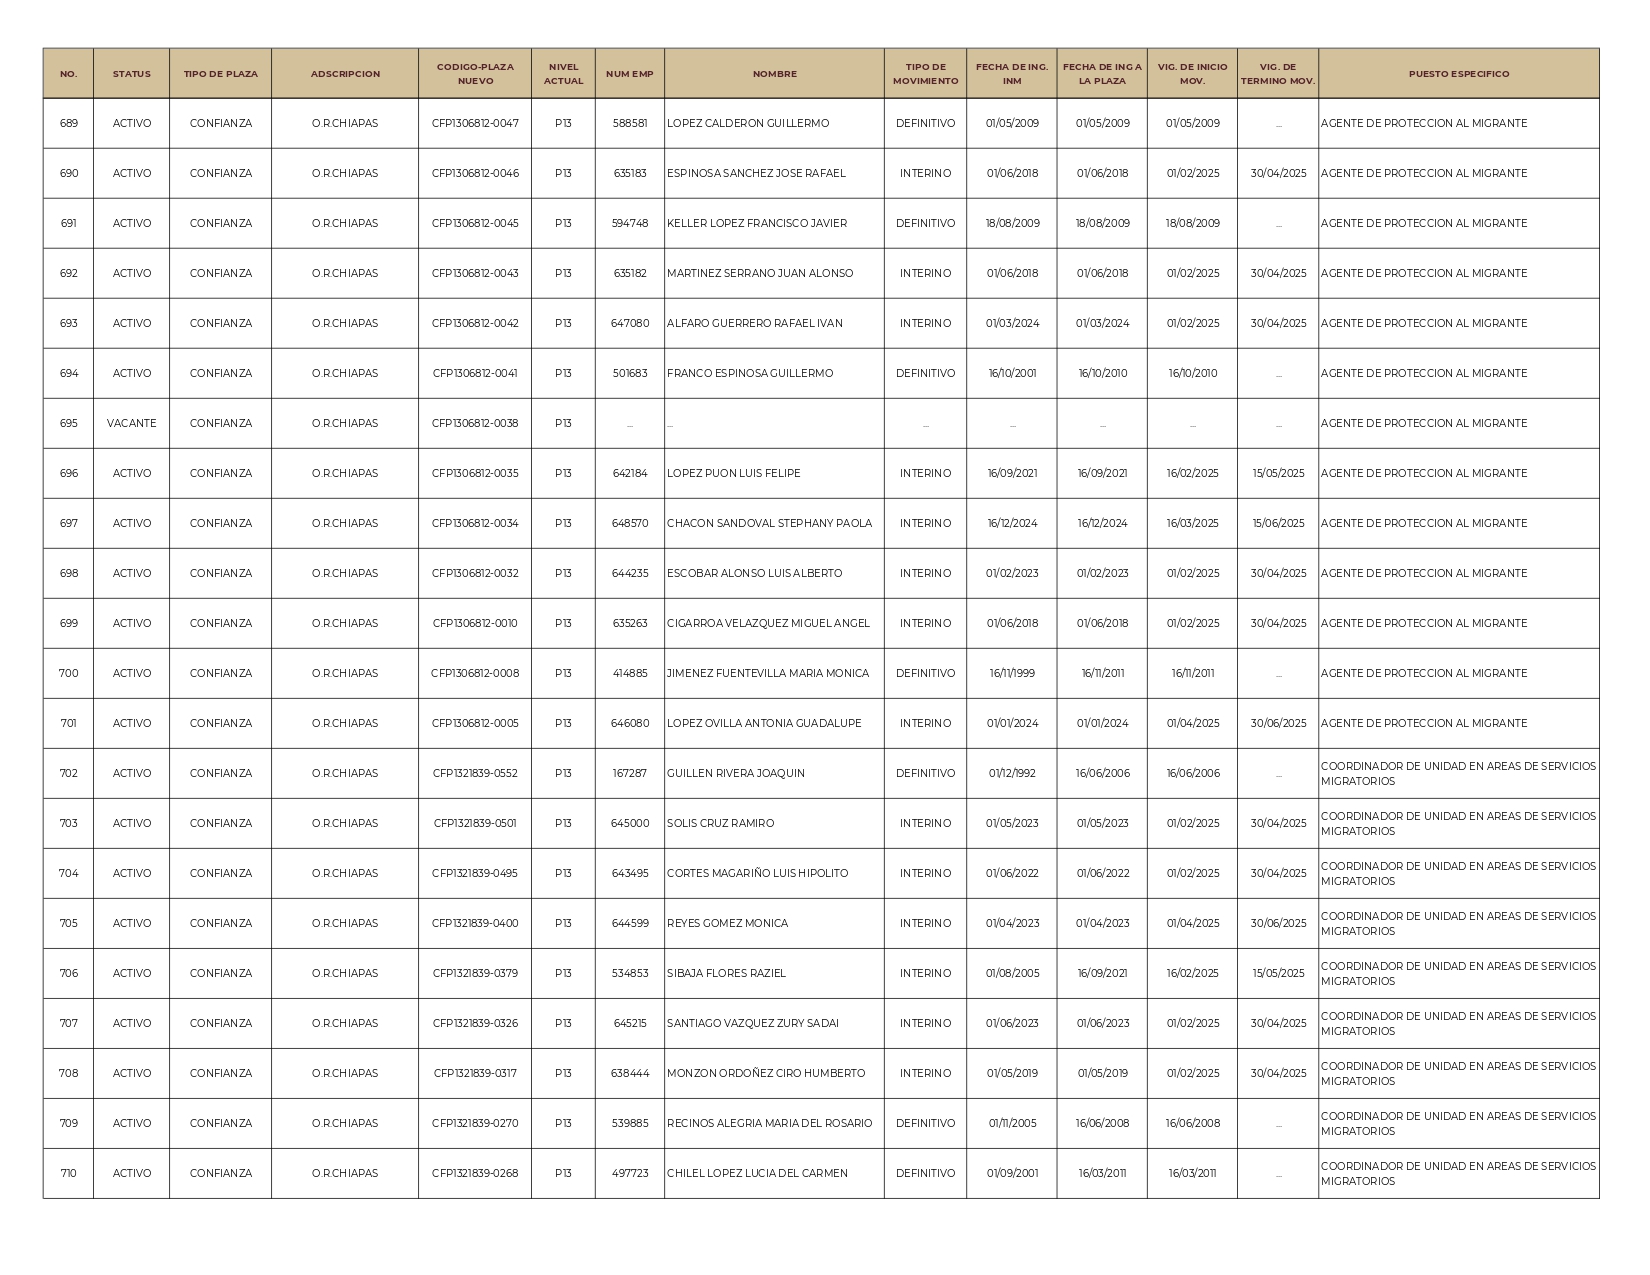 NO. STATUS TIPO DE PLAZA ADSCRIPCION CODIGO-PLAZA NUEVO NIVEL ACTUAL NUM EMP NOMBRE TIPO DE MOVIMIENTO FECHA DE ING. INM FECHA DE ING A LA PLAZA VIG. DE INICIO MOV. VIG. DE TERMINO MOV. PUESTO ESPECIFICO
689 ACTIVO CONFIANZA O.R.CHIAPAS CFP1306812-0047 P13 588581 LOPEZ CALDERON GUILLERMO DEFINITIVO 01/05/2009 01/05/2009 01/05/2009 ... AGENTE DE PROTECCION AL MIGRANTE
690 ACTIVO CONFIANZA O.R.CHIAPAS CFP1306812-0046 P13 635183 ESPINOSA SANCHEZ JOSE RAFAEL INTERINO 01/06/2018 01/06/2018 01/02/2025 30/04/2025 AGENTE DE PROTECCION AL MIGRANTE
691 ACTIVO CONFIANZA O.R.CHIAPAS CFP1306812-0045 P13 594748 KELLER LOPEZ FRANCISCO JAVIER DEFINITIVO 18/08/2009 18/08/2009 18/08/2009 ... AGENTE DE PROTECCION AL MIGRANTE
692 ACTIVO CONFIANZA O.R.CHIAPAS CFP1306812-0043 P13 635182 MARTINEZ SERRANO JUAN ALONSO INTERINO 01/06/2018 01/06/2018 01/02/2025 30/04/2025 AGENTE DE PROTECCION AL MIGRANTE
693 ACTIVO CONFIANZA O.R.CHIAPAS CFP1306812-0042 P13 647080 ALFARO GUERRERO RAFAEL IVAN INTERINO 01/03/2024 01/03/2024 01/02/2025 30/04/2025 AGENTE DE PROTECCION AL MIGRANTE
694 ACTIVO CONFIANZA O.R.CHIAPAS CFP1306812-0041 P13 501683 FRANCO ESPINOSA GUILLERMO DEFINITIVO 16/10/2001 16/10/2010 16/10/2010 ... AGENTE DE PROTECCION AL MIGRANTE
695 VACANTE CONFIANZA O.R.CHIAPAS CFP1306812-0038 P13 ... ... ... ... ... ... ... AGENTE DE PROTECCION AL MIGRANTE
696 ACTIVO CONFIANZA O.R.CHIAPAS CFP1306812-0035 P13 642184 LOPEZ PUON LUIS FELIPE INTERINO 16/09/2021 16/09/2021 16/02/2025 15/05/2025 AGENTE DE PROTECCION AL MIGRANTE
697 ACTIVO CONFIANZA O.R.CHIAPAS CFP1306812-0034 P13 648570 CHACON SANDOVAL STEPHANY PAOLA INTERINO 16/12/2024 16/12/2024 16/03/2025 15/06/2025 AGENTE DE PROTECCION AL MIGRANTE
698 ACTIVO CONFIANZA O.R.CHIAPAS CFP1306812-0032 P13 644235 ESCOBAR ALONSO LUIS ALBERTO INTERINO 01/02/2023 01/02/2023 01/02/2025 30/04/2025 AGENTE DE PROTECCION AL MIGRANTE
699 ACTIVO CONFIANZA O.R.CHIAPAS CFP1306812-0010 P13 635263 CIGARROA VELAZQUEZ MIGUEL ANGEL INTERINO 01/06/2018 01/06/2018 01/02/2025 30/04/2025 AGENTE DE PROTECCION AL MIGRANTE
700 ACTIVO CONFIANZA O.R.CHIAPAS CFP1306812-0008 P13 414885 JIMENEZ FUENTEVILLA MARIA MONICA DEFINITIVO 16/11/1999 16/11/2011 16/11/2011 ... AGENTE DE PROTECCION AL MIGRANTE
701 ACTIVO CONFIANZA O.R.CHIAPAS CFP1306812-0005 P13 646080 LOPEZ OVILLA ANTONIA GUADALUPE INTERINO 01/01/2024 01/01/2024 01/04/2025 30/06/2025 AGENTE DE PROTECCION AL MIGRANTE
702 ACTIVO CONFIANZA O.R.CHIAPAS CFP1321839-0552 P13 167287 GUILLEN RIVERA JOAQUIN DEFINITIVO 01/12/1992 16/06/2006 16/06/2006 ... COORDINADOR DE UNIDAD EN AREAS DE SERVICIOS
MIGRATORIOS
703 ACTIVO CONFIANZA O.R.CHIAPAS CFP1321839-0501 P13 645000 SOLIS CRUZ RAMIRO INTERINO 01/05/2023 01/05/2023 01/02/2025 30/04/2025 COORDINADOR DE UNIDAD EN AREAS DE SERVICIOS
MIGRATORIOS
704 ACTIVO CONFIANZA O.R.CHIAPAS CFP1321839-0495 P13 643495 CORTES MAGARIÑO LUIS HIPOLITO INTERINO 01/06/2022 01/06/2022 01/02/2025 30/04/2025 COORDINADOR DE UNIDAD EN AREAS DE SERVICIOS
MIGRATORIOS
705 ACTIVO CONFIANZA O.R.CHIAPAS CFP1321839-0400 P13 644599 REYES GOMEZ MONICA INTERINO 01/04/2023 01/04/2023 01/04/2025 30/06/2025 COORDINADOR DE UNIDAD EN AREAS DE SERVICIOS
MIGRATORIOS
706 ACTIVO CONFIANZA O.R.CHIAPAS CFP1321839-0379 P13 534853 SIBAJA FLORES RAZIEL INTERINO 01/08/2005 16/09/2021 16/02/2025 15/05/2025 COORDINADOR DE UNIDAD EN AREAS DE SERVICIOS
MIGRATORIOS
707 ACTIVO CONFIANZA O.R.CHIAPAS CFP1321839-0326 P13 645215 SANTIAGO VAZQUEZ ZURY SADAI INTERINO 01/06/2023 01/06/2023 01/02/2025 30/04/2025 COORDINADOR DE UNIDAD EN AREAS DE SERVICIOS
MIGRATORIOS
708 ACTIVO CONFIANZA O.R.CHIAPAS CFP1321839-0317 P13 638444 MONZON ORDOÑEZ CIRO HUMBERTO INTERINO 01/05/2019 01/05/2019 01/02/2025 30/04/2025 COORDINADOR DE UNIDAD EN AREAS DE SERVICIOS
MIGRATORIOS
709 ACTIVO CONFIANZA O.R.CHIAPAS CFP1321839-0270 P13 539885 RECINOS ALEGRIA MARIA DEL ROSARIO DEFINITIVO 01/11/2005 16/06/2008 16/06/2008 ... COORDINADOR DE UNIDAD EN AREAS DE SERVICIOS
MIGRATORIOS
710 ACTIVO CONFIANZA O.R.CHIAPAS CFP1321839-0268 P13 497723 CHILEL LOPEZ LUCIA DEL CARMEN DEFINITIVO 01/09/2001 16/03/2011 16/03/2011 ... COORDINADOR DE UNIDAD EN AREAS DE SERVICIOS
MIGRATORIOS